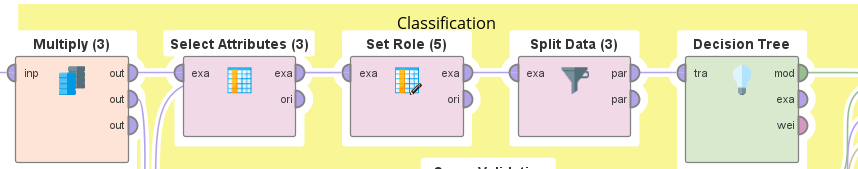 Classification
Multiply (3)
Select Attributes (3)
Set Role (5)
Split Data (3)
Decision Tree
inp out
out
out
exa exa
ori
exa exa
ori
exa par
par
tra mod
exa
wei